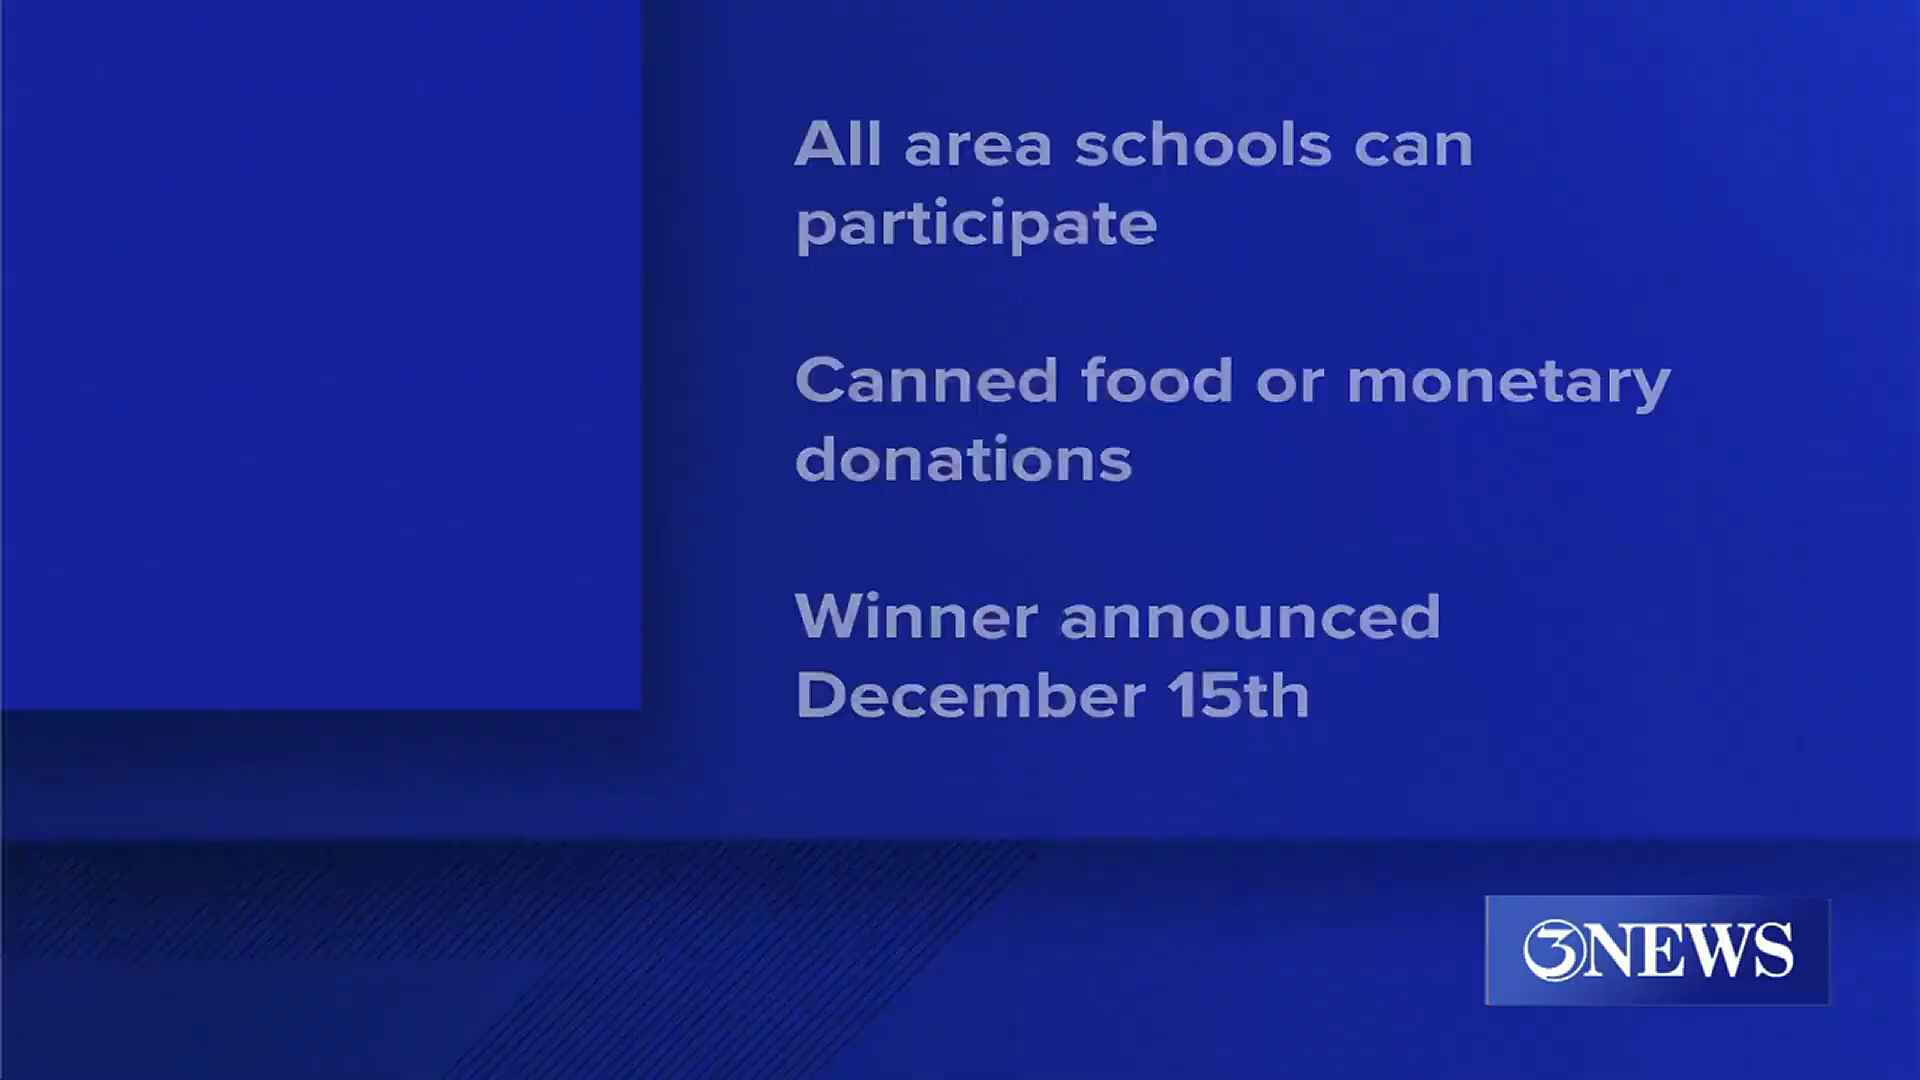 All area schools can
participate
Canned food or monetary
donations
Winner announced
December 15th
3NEWS